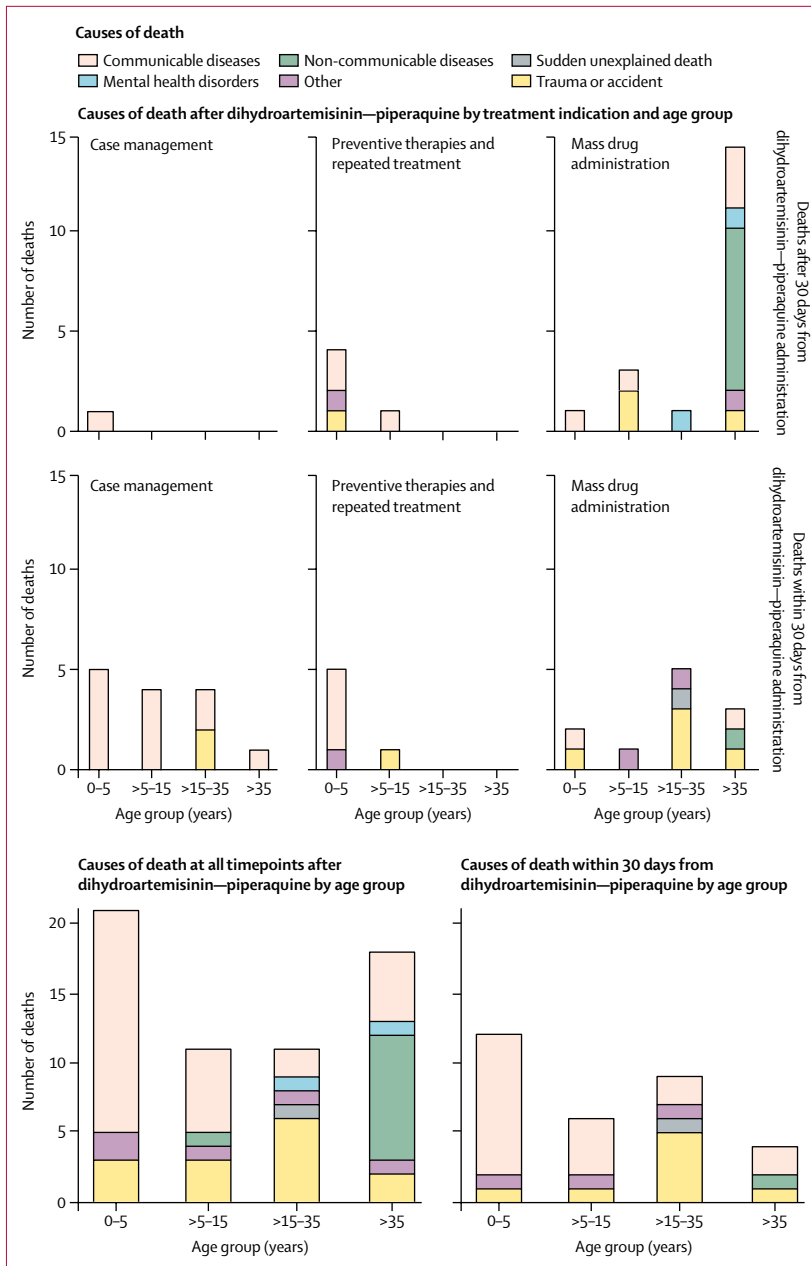 Causes of death
Communicable diseases
Non-communicable diseases
Sudden unexplained death
Mental health disorders
Other
Trauma or accident
Causes of death after dihydroartemisinin—piperaquine by treatment indication and age group
15
10
5
0
Number of deaths
Case management
Preventive therapies and
repeated treatment
Mass drug
administration
Deaths after 30 days from
dihydroartemisinin—piperaquine administration
15
10
5
0
Number of deaths
Case management
Preventive therapies and
repeated treatment
Mass drug
administration
Deaths within 30 days from
dihydroartemisinin—piperaquine administration
0–5 >5–15 >15–35 >35
Age group (years)
0–5 >5–15 >15–35 >35
Age group (years)
0–5 >5–15 >15–35 >35
Age group (years)
Causes of death at all timepoints after
dihydroartemisinin—piperaquine by age group
20
15
10
5
0
Number of deaths
0–5 >5–15 >15–35 >35
Age group (years)
Causes of death within 30 days from
dihydroartemisinin—piperaquine by age group
0–5 >5–15 >15–35 >35
Age group (years)